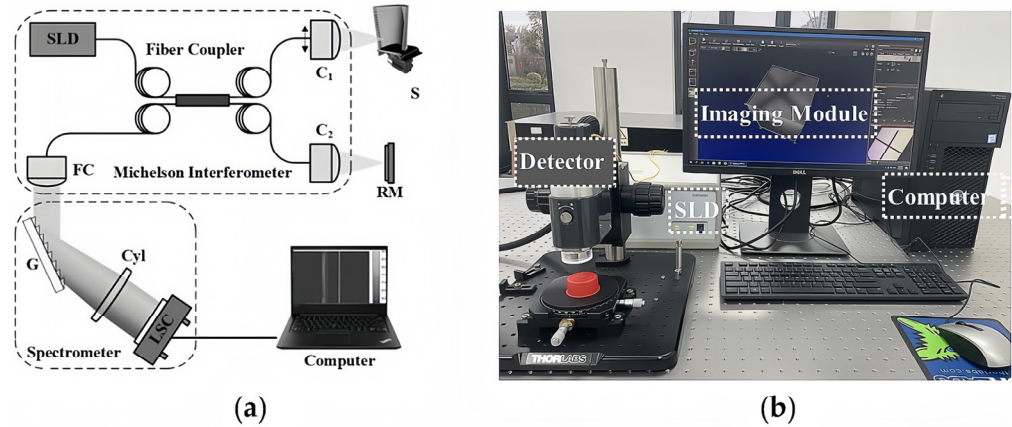 SLD
Fiber Coupler
C1
S
C2
FC
Michelson Interferometer
RM
G
Cyl
LSC
Spectrometer
Computer
(a)
Imaging Module
Detector
Computer
SLD
DELL
THORLABS
(b)